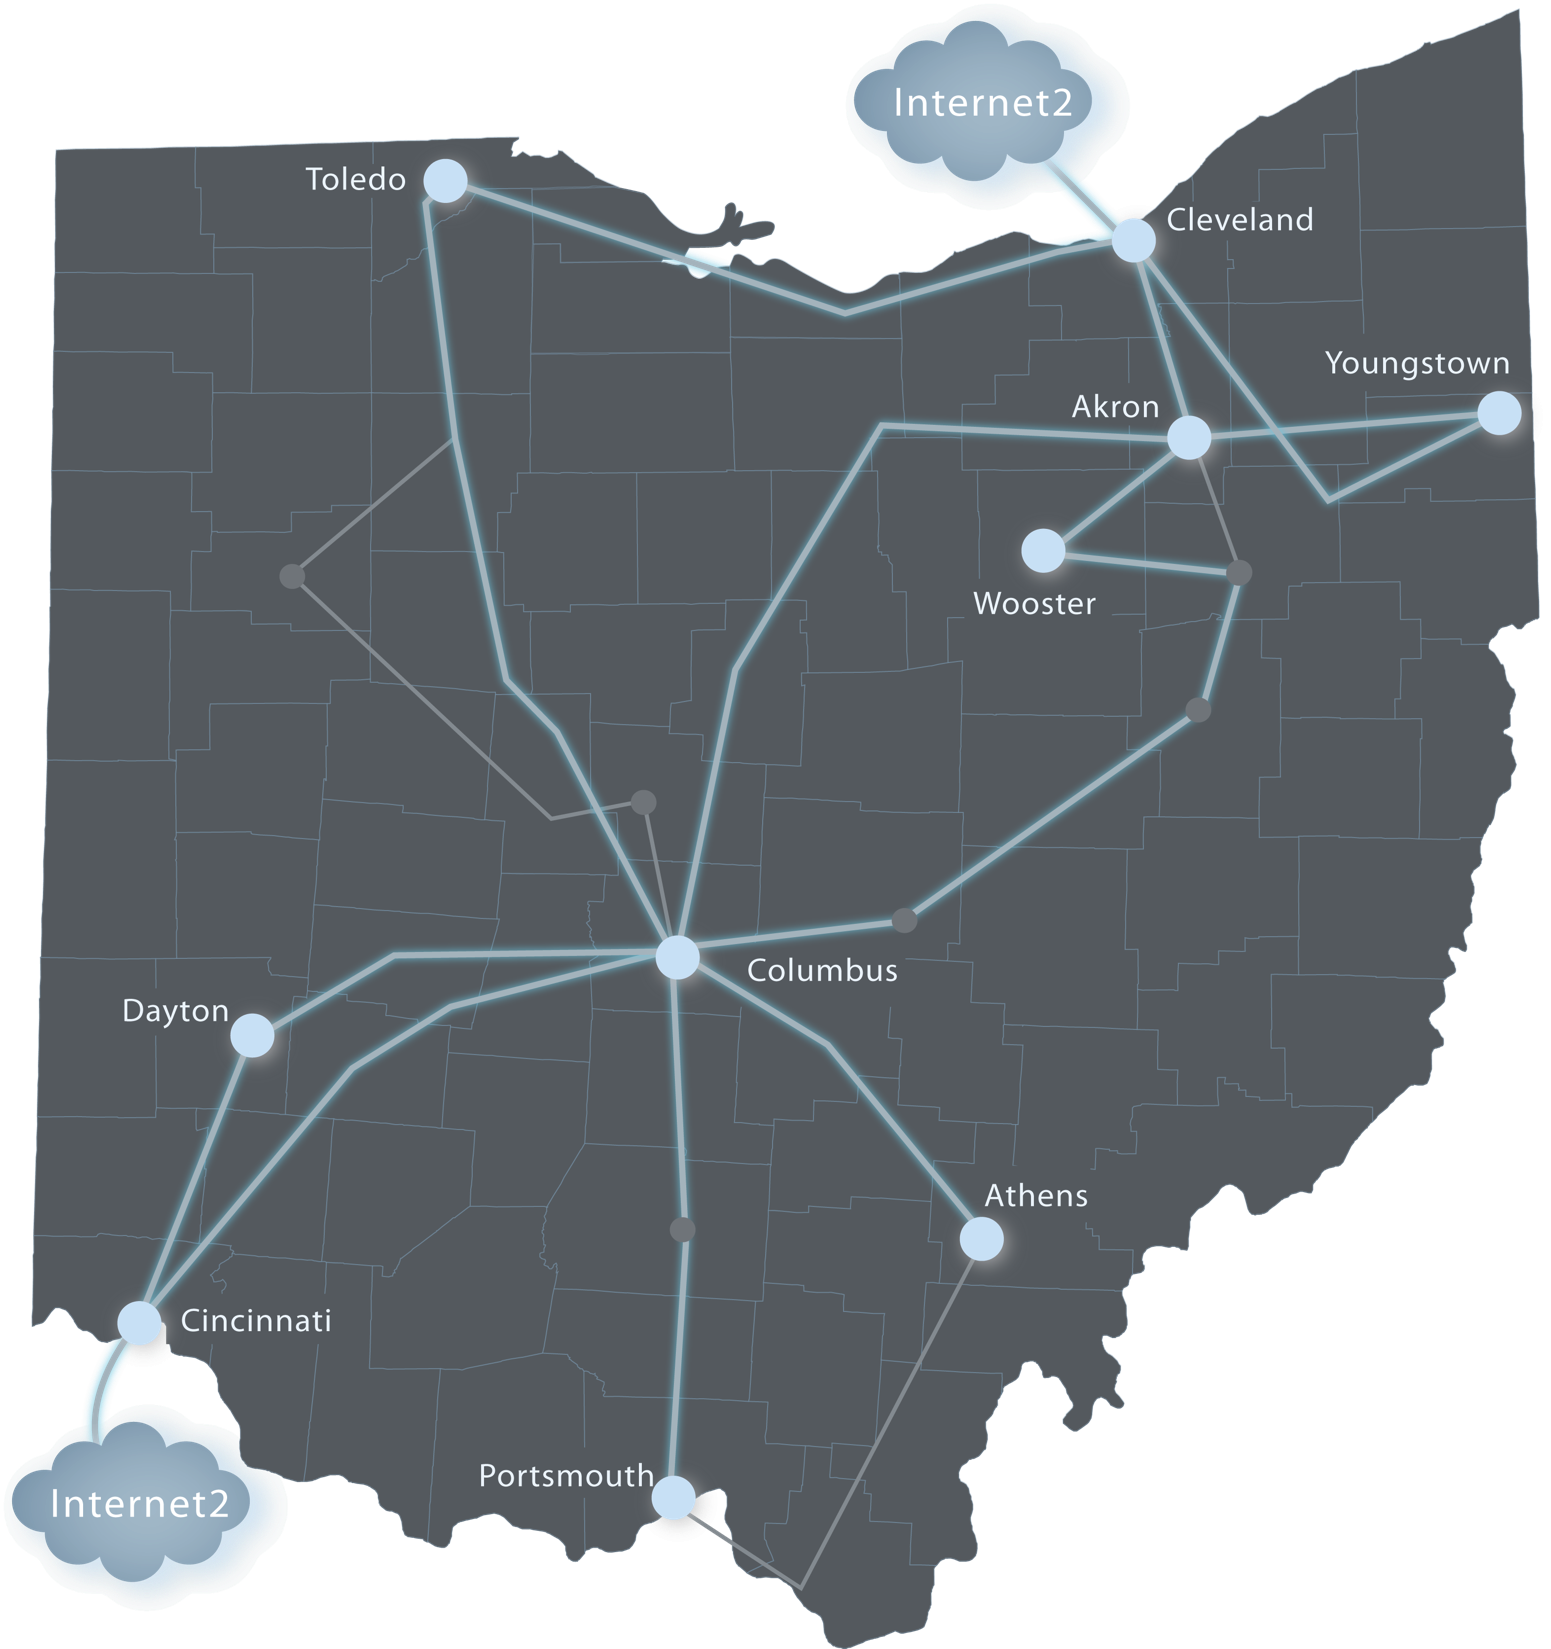 Internet2
Toledo
Cleveland
Youngstown
Akron
Wooster
Columbus
Dayton
Athens
Cincinnati
Portsmouth
Internet2